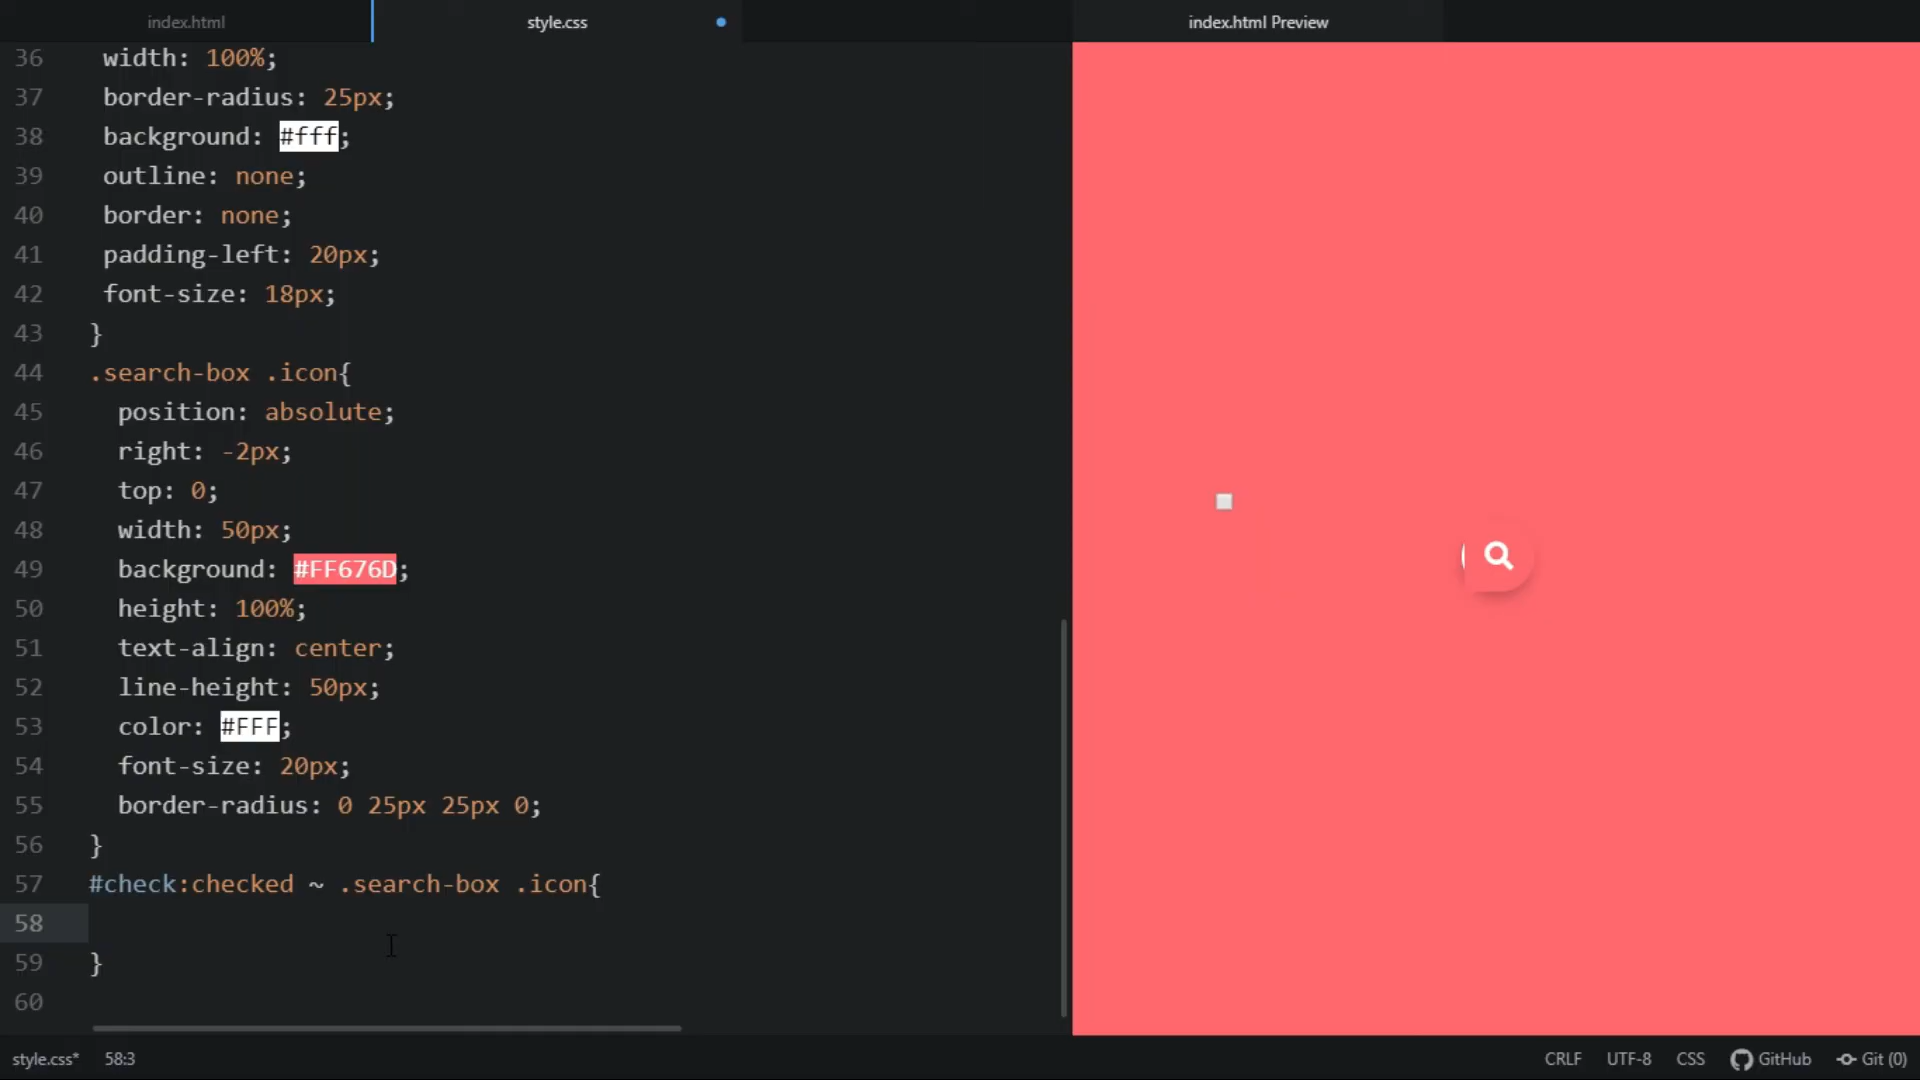 index.html
style.css
index.html Preview
36 width: 100%;
37 border-radius: 25px;
38 background: #fff;
39 outline: none;
40 border: none;
41 padding-left: 20px;
42 font-size: 18px;
43 }
44 .search-box .icon{
45 position: absolute;
46 right: -2px;
47 top: 0;
48 width: 50px;
49 background: #FF676D;
50 height: 100%;
51 text-align: center;
52 line-height: 50px;
53 color: #FFF;
54 font-size: 20px;
55 border-radius: 0 25px 25px 0;
56 }
57 #check:checked ~ .search-box .icon{
58
59 }
60
style.css* 58:3 CRLF UTF-8 CSS GitHub Git (0)